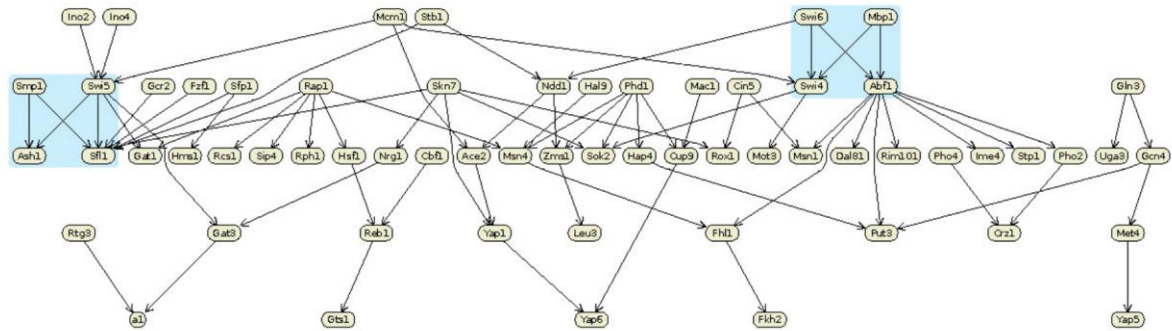 Ino2 Ino4 Mcm1 Stb1 Swi6 Mbp1
Smp1 Swi5 Gcr2 Fzf1 Sfp1 Rap1 Skn7 Ndd1 Hal9 Phd1 Mac1 Cin5 Swi4 Abf1 Gln3
Ash1 Sfl1 Gat1 Hms1 Rcs1 Sip4 Rph1 Hsf1 Nrg1 Cbf1 Ace2 Msn4 Zms1 Sok2 Hap4 Cup9 Rox1 Mot3 Msn1 Dal81 Rim101 Pho4 Ime4 Stp1 Pho2 Uga3 Gcn4
Rtg3 Gat3 Reb1 Yap1 Leu3 Fhl1 Put3 Crz1 Met4
a1 Gts1 Yap6 Fkh2 Yap5